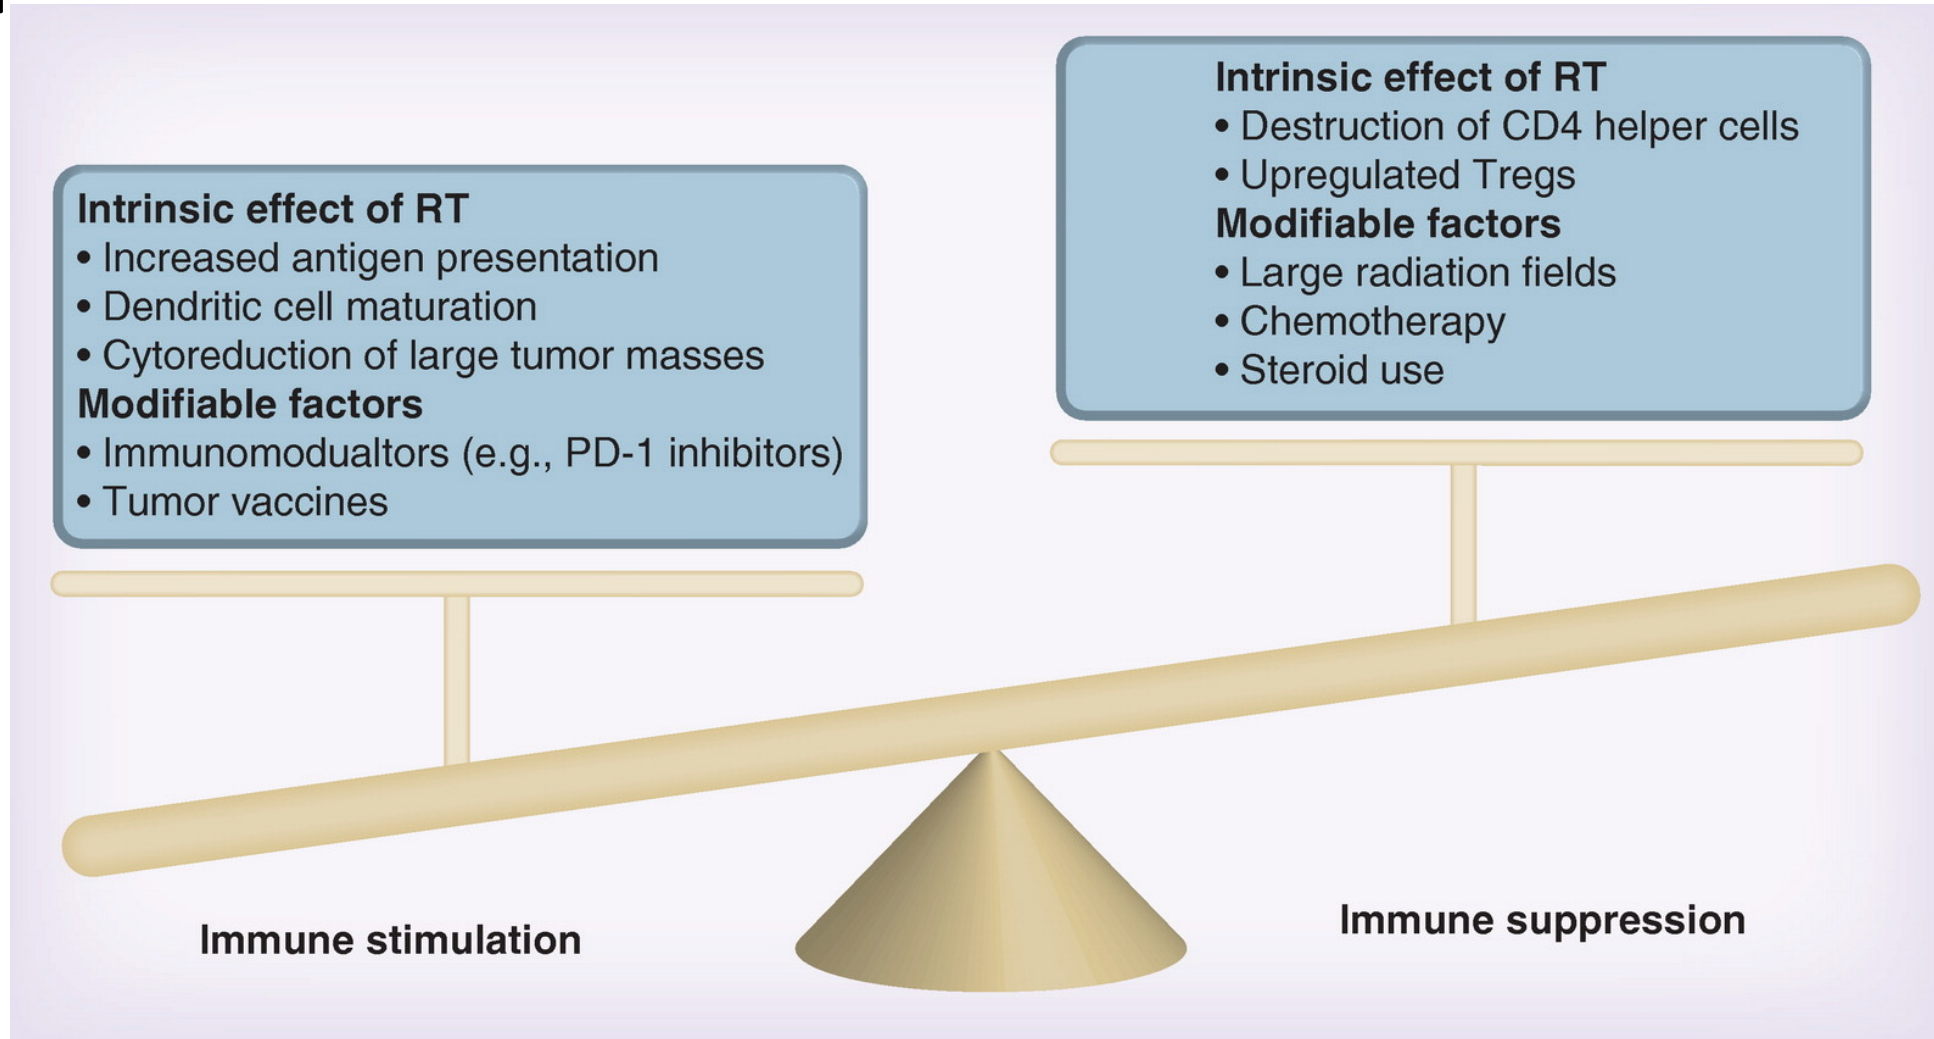 Intrinsic effect of RT
• Increased antigen presentation
• Dendritic cell maturation
• Cytoreduction of large tumor masses
Modifiable factors
• Immunomodualtors (e.g., PD-1 inhibitors)
• Tumor vaccines
Intrinsic effect of RT
• Destruction of CD4 helper cells
• Upregulated Tregs
Modifiable factors
• Large radiation fields
• Chemotherapy
• Steroid use
Immune stimulation
Immune suppression